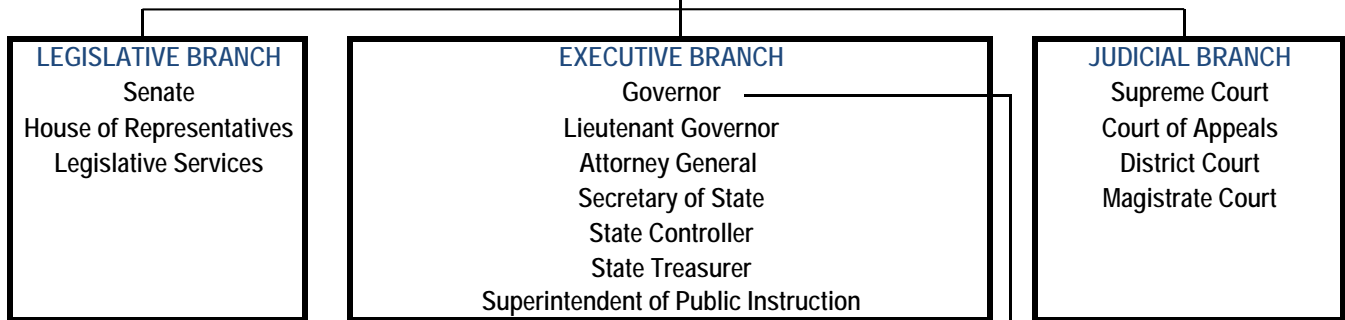 LEGISLATIVE BRANCH
Senate
House of Representatives
Legislative Services
EXECUTIVE BRANCH
Governor
Lieutenant Governor
Attorney General
Secretary of State
State Controller
State Treasurer
Superintendent of Public Instruction
JUDICIAL BRANCH
Supreme Court
Court of Appeals
District Court
Magistrate Court